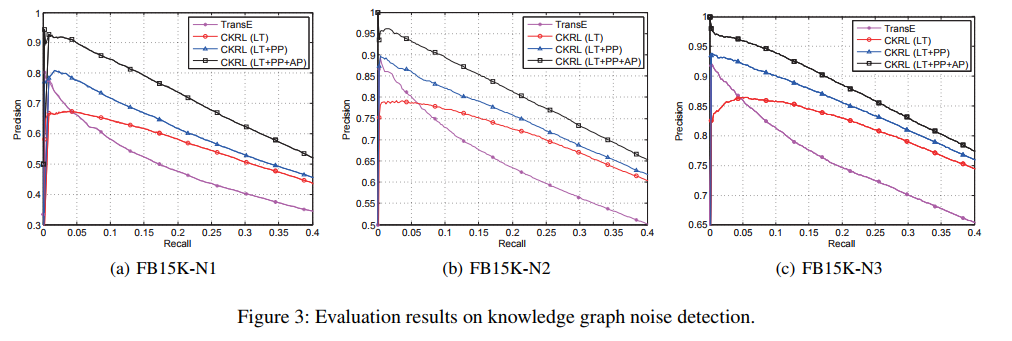 1
0.9
0.8
0.7
0.6
0.5
0.4
0.3
Precision
0 0.05 0.1 0.15 0.2 0.25 0.3 0.35 0.4
Recall
TransE
CKRL (LT)
CKRL (LT+PP)
CKRL (LT+PP+AP)
(a) FB15K-N1
1
0.95
0.9
0.85
0.8
0.75
0.7
0.65
0.6
0.55
0.5
Precision
0 0.05 0.1 0.15 0.2 0.25 0.3 0.35 0.4
Recall
TransE
CKRL (LT)
CKRL (LT+PP)
CKRL (LT+PP+AP)
(b) FB15K-N2
1
0.95
0.9
0.85
0.8
0.75
0.7
0.65
Precision
0 0.05 0.1 0.15 0.2 0.25 0.3 0.35 0.4
Recall
TransE
CKRL (LT)
CKRL (LT+PP)
CKRL (LT+PP+AP)
(c) FB15K-N3
Figure 3: Evaluation results on knowledge graph noise detection.